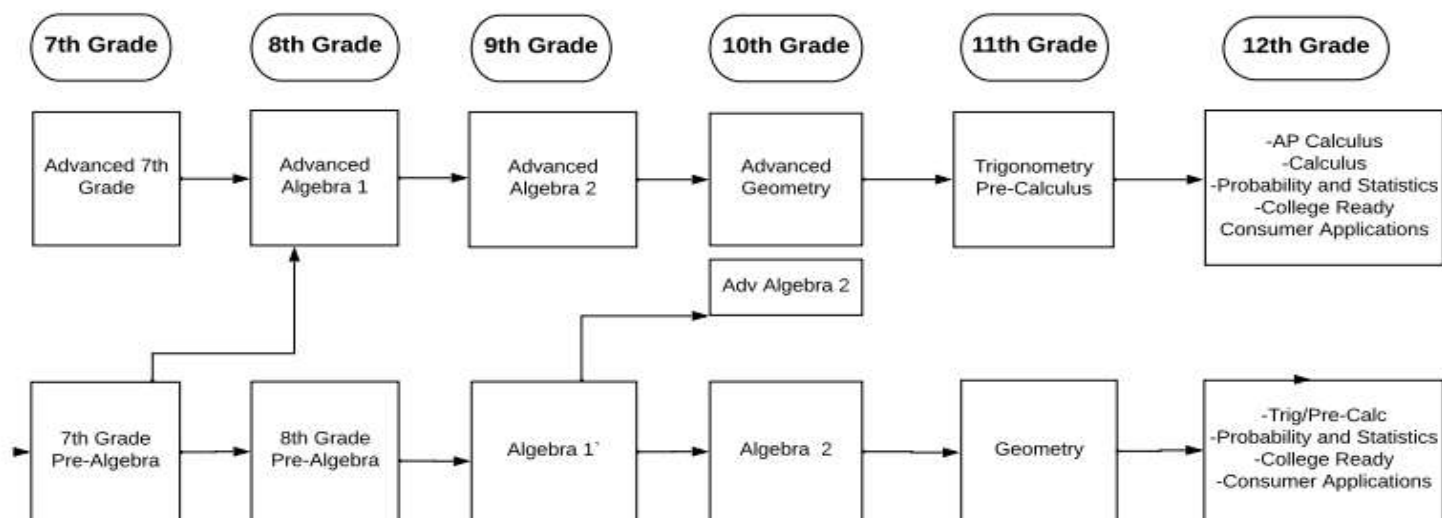 7th Grade
8th Grade
9th Grade
10th Grade
11th Grade
12th Grade
Advanced 7th
Grade
Advanced
Algebra 1
Advanced
Algebra 2
Advanced
Geometry
Trigonometry
Pre-Calculus
-AP Calculus
-Calculus
-Probability and Statistics
-College Ready
Consumer Applications
Adv Algebra 2
7th Grade
Pre-Algebra
8th Grade
Pre-Algebra
Algebra 1`
Algebra  2
Geometry
-Trig/Pre-Calc
-Probability and Statistics
-College Ready
-Consumer Applications